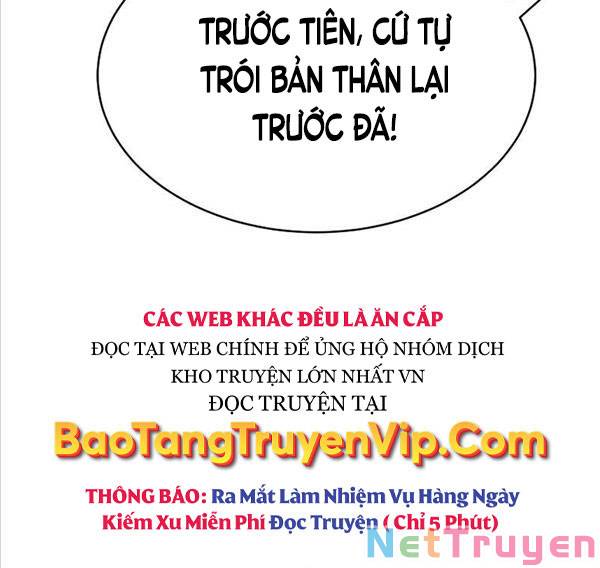 TRƯỚC TIÊN, CỨ TỰ
TRÓI BẢN THÂN LẠI
TRƯỚC ĐÃ!
CÁC WEB KHÁC ĐỀU LÀ ĂN CẮP
ĐỌC TẠI WEB CHÍNH ĐỂ ỦNG HỘ NHÓM DỊCH
KHO TRUYỆN LỚN NHẤT VN
ĐỌC TRUYỆN TẠI
BaoTangTruyenVip.Com
THÔNG BÁO: Ra Mắt Làm Nhiệm Vụ Hàng Ngày
Kiếm Xu Miễn Phí Đọc Truyện ( Chỉ 5 Phút)
NetTruyen